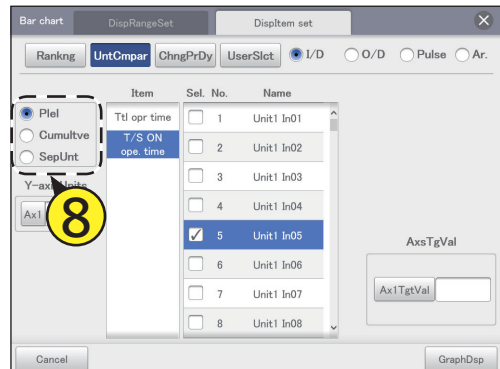 Bar chart DispRangeSet DispItem set
Rankng UntCmpar ChngPrDy UserSlct I/D O/D Pulse Ar.
Item Sel. No. Name
Plel
Cumultve
SepUnt
Ttl opr time
T/S ON
ope. time
1 Unit1 In01
2 Unit1 In02
3 Unit1 In03
4 Unit1 In04
5 Unit1 In05
6 Unit1 In06
7 Unit1 In07
8 Unit1 In08
Y-axi Units
Ax1
8
AxsTgVal
Ax1TgtVal
Cancel GraphDsp